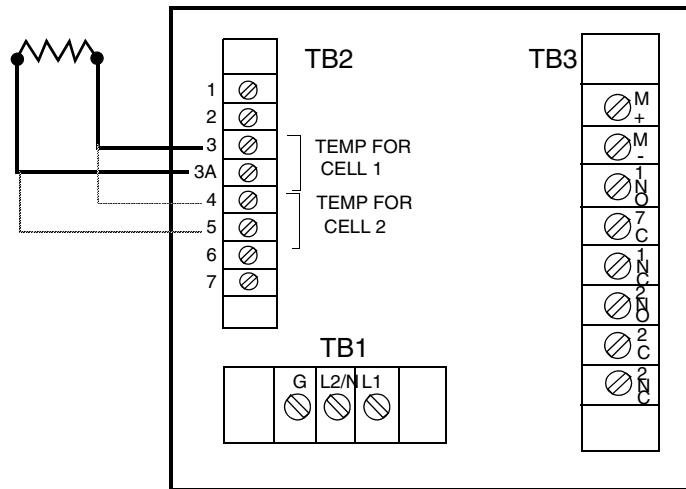 TB2
TB3
1
2
3
3A
4
5
6
7
TEMP FOR
CELL 1
TEMP FOR
CELL 2
M
+
M
-
1
N
O
7
C
1
N
C
2
N
O
2
C
2
N
C
TB1
G L2/N L1